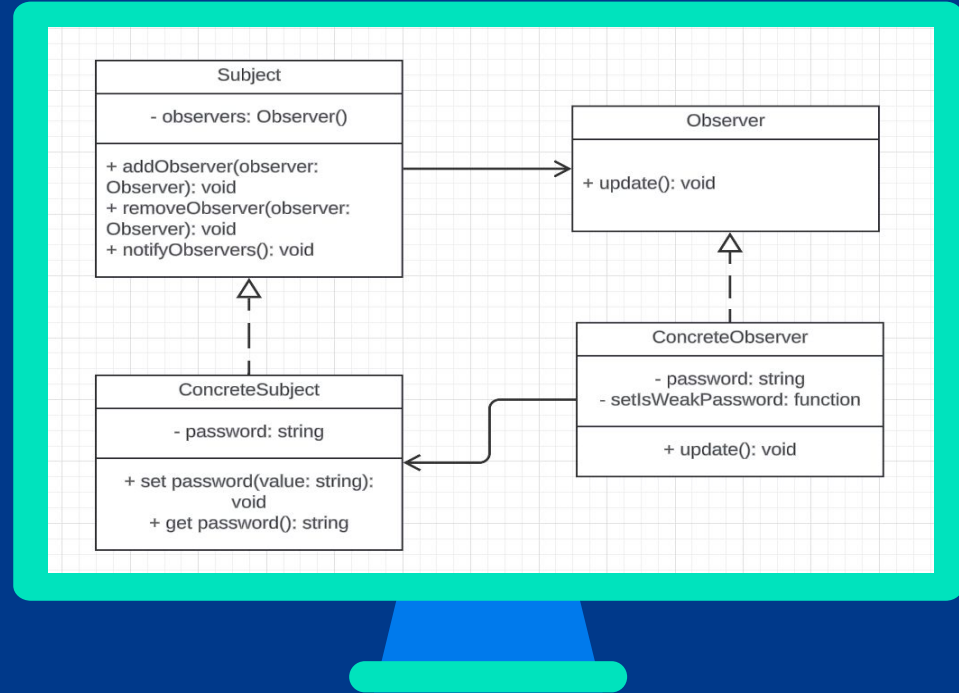 Subject
- observers: Observer()
+ addObserver(observer:
Observer): void
+ removeObserver(observer:
Observer): void
+ notifyObservers(): void
Observer
+ update(): void
ConcreteSubject
- password: string
+ set password(value: string):
void
+ get password(): string
ConcreteObserver
- password: string
- setIsWeakPassword: function
+ update(): void